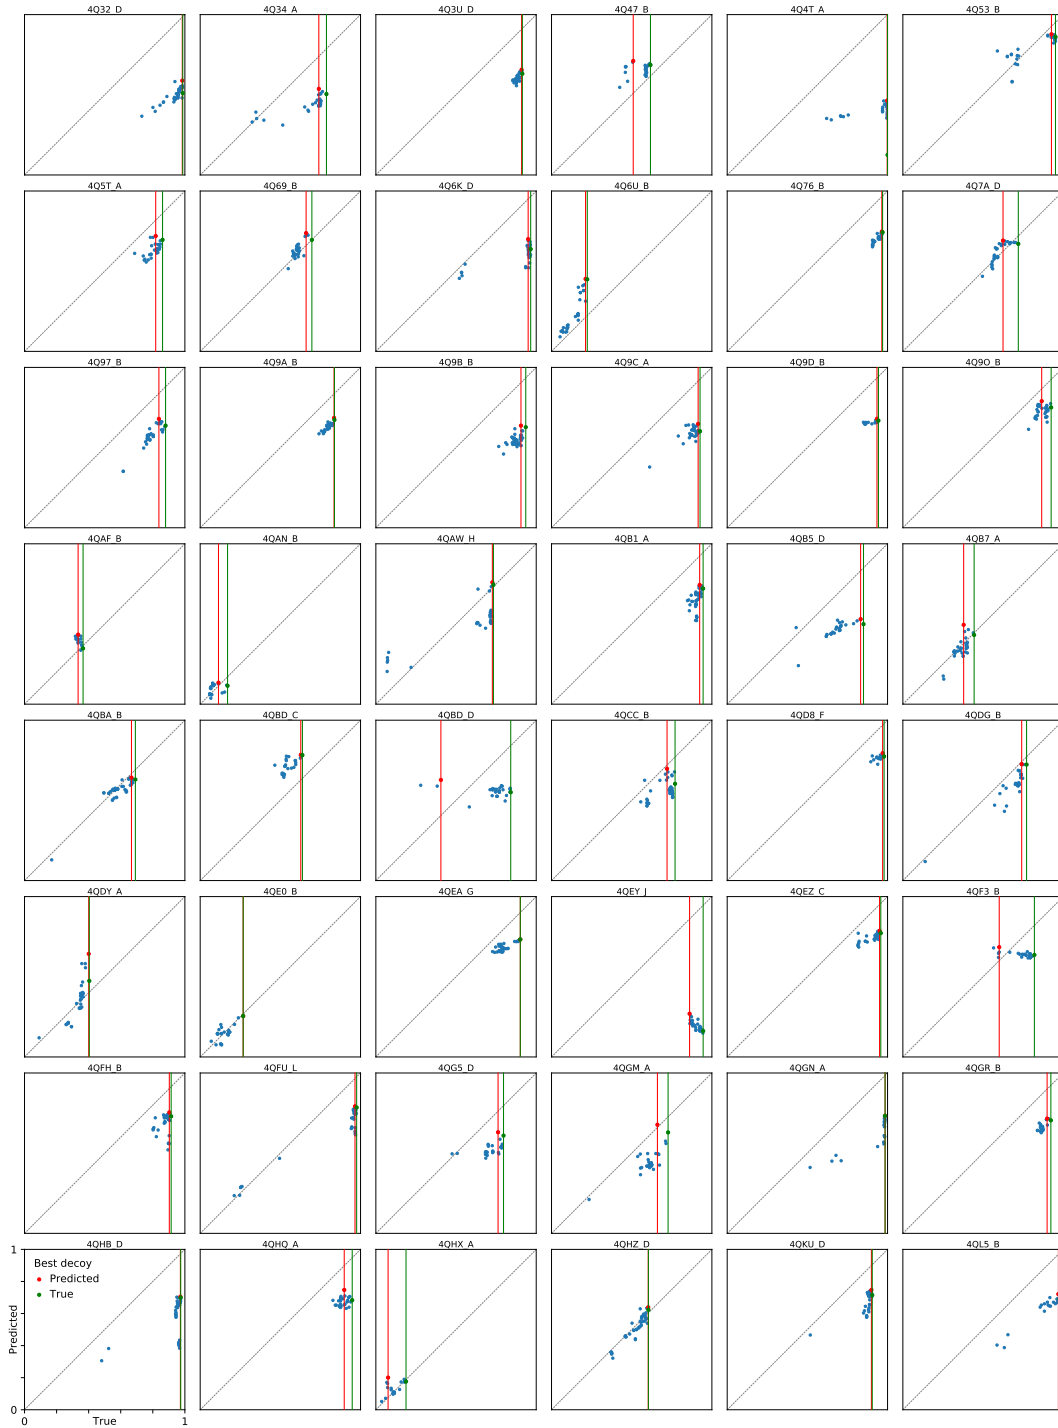 4Q32_D 4Q34_A 4Q3U_D 4Q47_B 4Q4T_A 4Q53_B
4Q5T_A 4Q69_B 4Q6K_D 4Q6U_B 4Q76_B 4Q7A_D
4Q97_B 4Q9A_B 4Q9B_B 4Q9C_A 4Q9D_B 4Q9O_B
4QAF_B 4QAN_B 4QAW_H 4QB1_A 4QB5_D 4QB7_A
4QBA_B 4QBD_C 4QBD_D 4QCC_B 4QD8_F 4QDG_B
4QDY_A 4QE0_B 4QEA_G 4QEY_J 4QEZ_C 4QF3_B
4QFH_B 4QFU_L 4QG5_D 4QGM_A 4QGN_A 4QGR_B
4QHB_D 4QHQ_A 4QHX_A 4QHZ_D 4QKU_D 4QL5_B
1
Best decoy
Predicted
True
Predicted
0
0 True 1